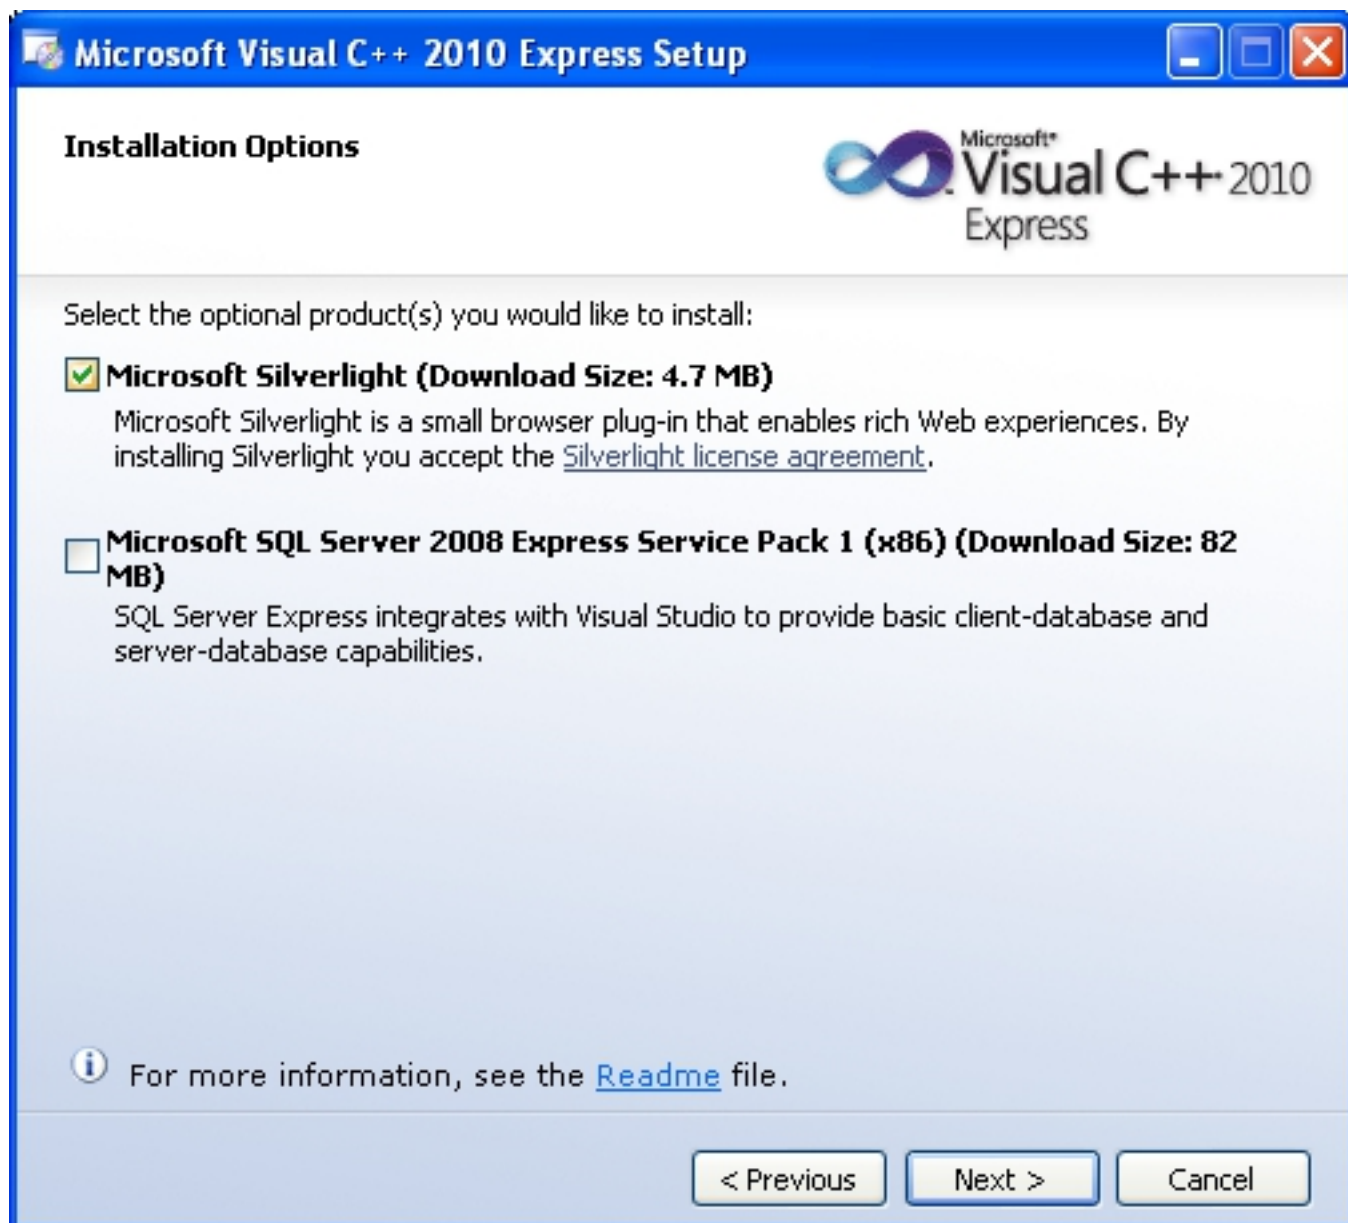 Microsoft Visual C++ 2010 Express Setup
Installation Options
Microsoft®
Visual C++ 2010
Express
Select the optional product(s) you would like to install:
Microsoft Silverlight (Download Size: 4.7 MB)
Microsoft Silverlight is a small browser plug-in that enables rich Web experiences. By
installing Silverlight you accept the Silverlight license agreement.
Microsoft SQL Server 2008 Express Service Pack 1 (x86) (Download Size: 82
MB)
SQL Server Express integrates with Visual Studio to provide basic client-database and
server-database capabilities.
i
For more information, see the Readme file.
< Previous
Next >
Cancel